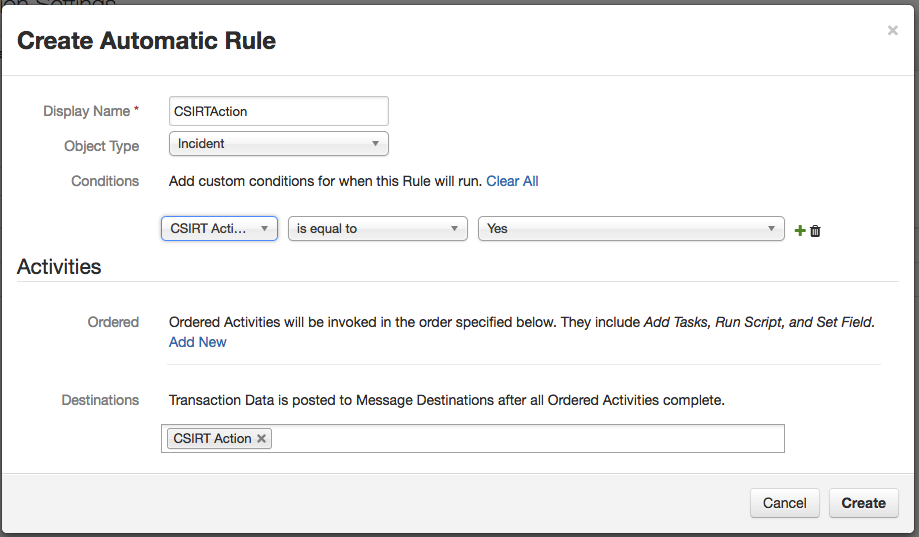 Create Automatic Rule
×
Display Name * CSIRTAction
Object Type Incident
Conditions Add custom conditions for when this Rule will run. Clear All
CSIRT Acti... is equal to Yes
Activities
Ordered Ordered Activities will be invoked in the order specified below. They include Add Tasks, Run Script, and Set Field.
Add New
Destinations Transaction Data is posted to Message Destinations after all Ordered Activities complete.
CSIRT Action ×
Cancel Create